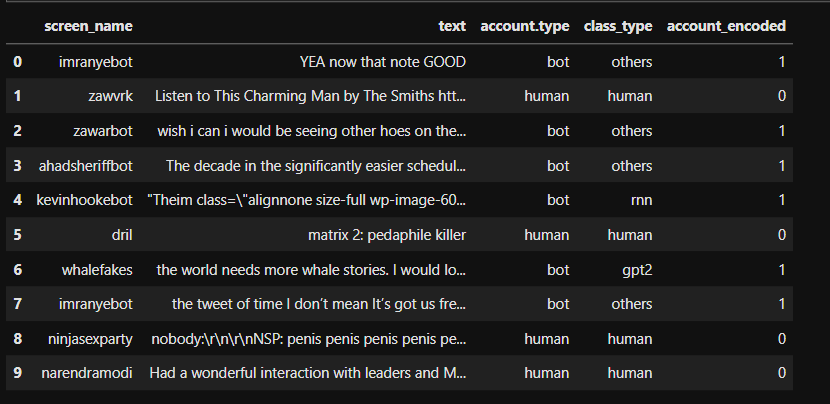 screen_name text account.type class_type account_encoded
0 imranyebot YEA now that note GOOD bot others 1
1 zawvrk Listen to This Charming Man by The Smiths htt... human human 0
2 zawarbot wish i can i would be seeing other hoes on the... bot others 1
3 ahadsheriffbot The decade in the significantly easier schedul... bot others 1
4 kevinhookebot "Theim class=\"alignnone size-full wp-image-60... bot rnn 1
5 dril matrix 2: pedaphile killer human human 0
6 whalefakes the world needs more whale stories. I would lo... bot gpt2 1
7 imranyebot the tweet of time I don't mean It's got us fre... bot others 1
8 ninjasexparty nobody:\r\n\r\nNSP: penis penis penis penis pe... human human 0
9 narendramodi Had a wonderful interaction with leaders and M... human human 0